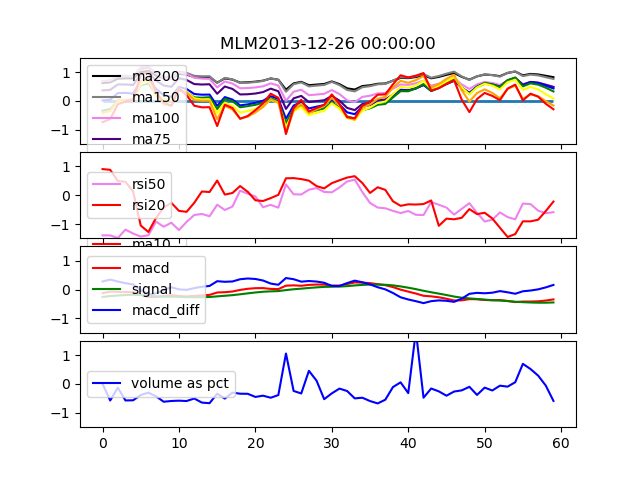 MLM2013-12-26 00:00:00
1
0
−1
ma200
ma150
ma100
ma75
1
0
−1
rsi50
rsi20
ma10
1
0
−1
macd
signal
macd_diff
1
0
−1
volume as pct
0 10 20 30 40 50 60